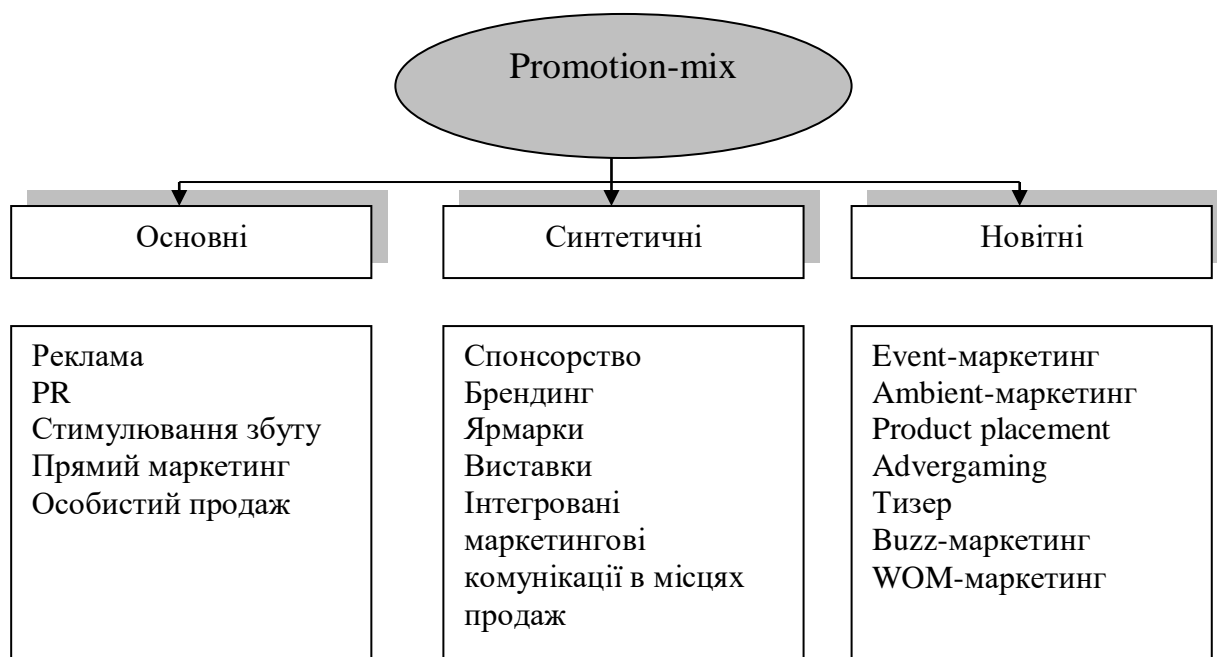 Promotion-mix
Основні
Синтетичні
Новітні
Реклама
PR
Стимулювання збуту
Прямий маркетинг
Особистий продаж
Спонсорство
Брендинг
Ярмарки
Виставки
Інтегровані
маркетингові
комунікації в місцях
продаж
Event-маркетинг
Ambient-маркетинг
Product placement
Advergaming
Тизер
Buzz-маркетинг
WOM-маркетинг